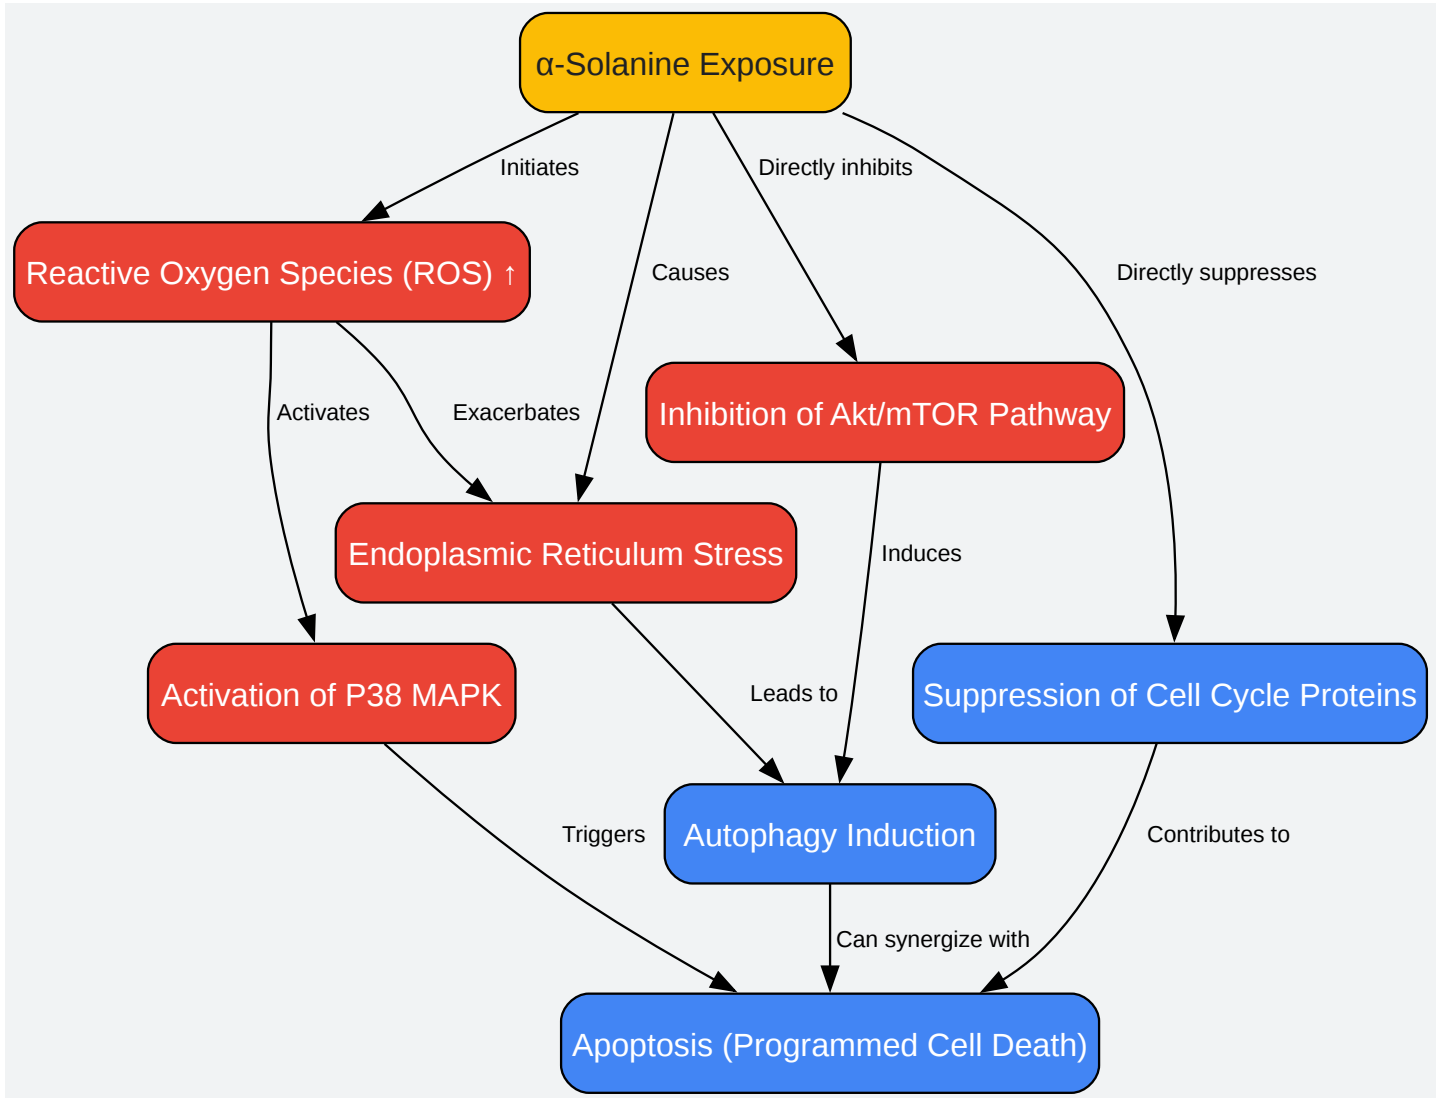 α-Solanine Exposure
Initiates
Directly inhibits
Reactive Oxygen Species (ROS) ↑
Causes
Directly suppresses
Activates
Exacerbates
Inhibition of Akt/mTOR Pathway
Endoplasmic Reticulum Stress
Induces
Activation of P38 MAPK
Leads to
Suppression of Cell Cycle Proteins
Triggers
Autophagy Induction
Contributes to
Can synergize with
Apoptosis (Programmed Cell Death)